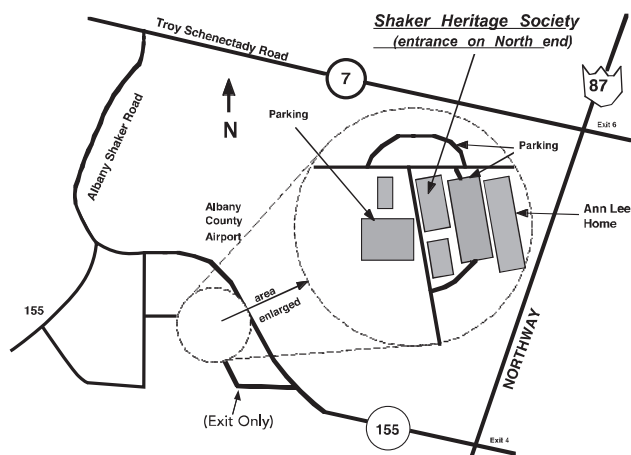 Shaker Heritage Society
(entrance on North end)
Troy Schenectady Road
7
87
Exit 6
Albany Shaker Road
N
Parking
Parking
Albany
County
Airport
Ann Lee
Home
area
enlarged
155
NORTHWAY
(Exit Only)
155
Exit 4